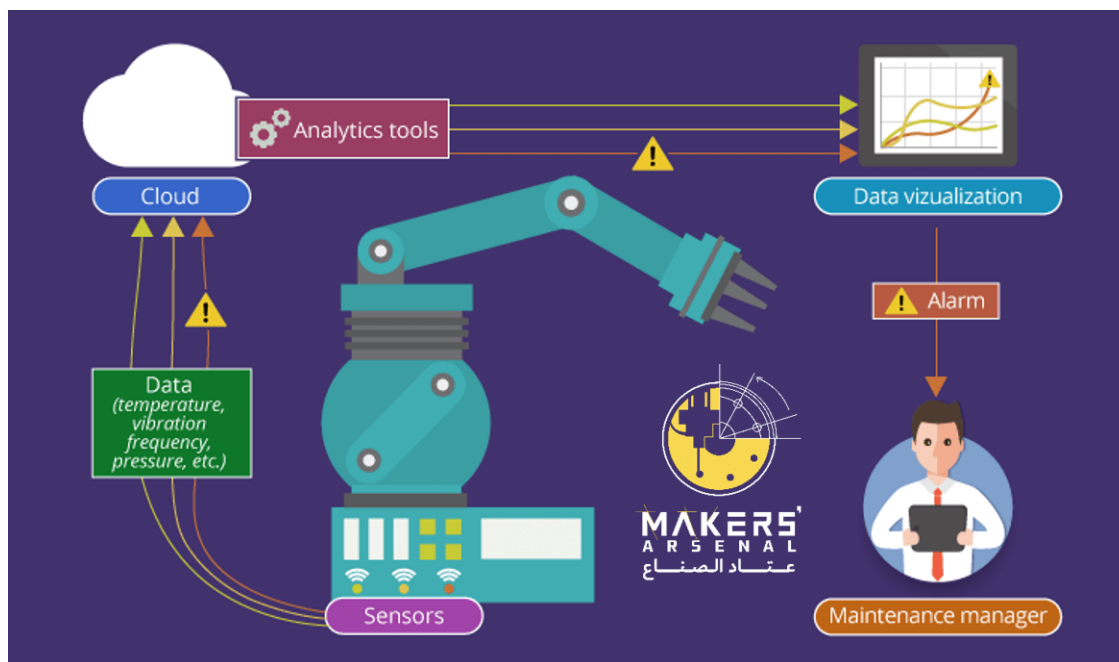 Analytics tools
Cloud
Data vizualization
Alarm
Data
(temperature,
vibration
frequency,
pressure, etc.)
MAKERS'
ARSENAL
عتاد الصناع
Sensors
Maintenance manager